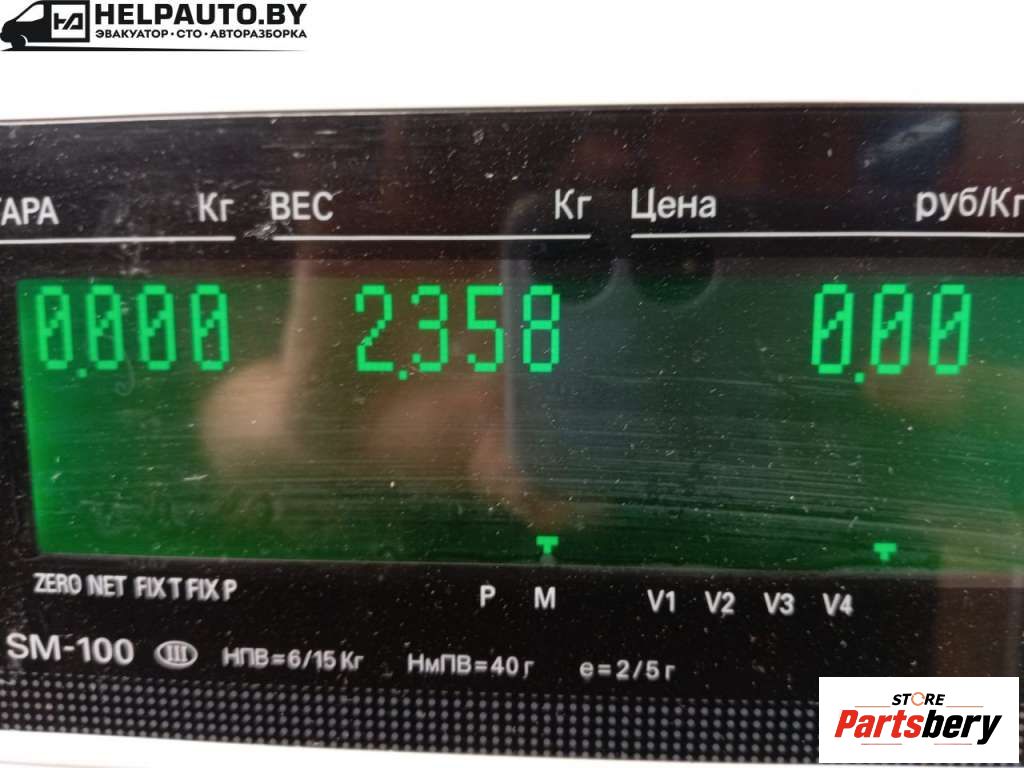 HELPAUTO.BY
ЭВАКУАТОР • СТО • АВТОРАЗБОРКА
ТАРА Кг ВЕС Кг Цена руб/Кг
0.000 2.358 0.00
ZERO NET FIX T FIX P P M V1 V2 V3 V4
SM-100 III НПВ=6/15 Кг НмПВ=40 г e=2/5 г
STORE
Partsbery